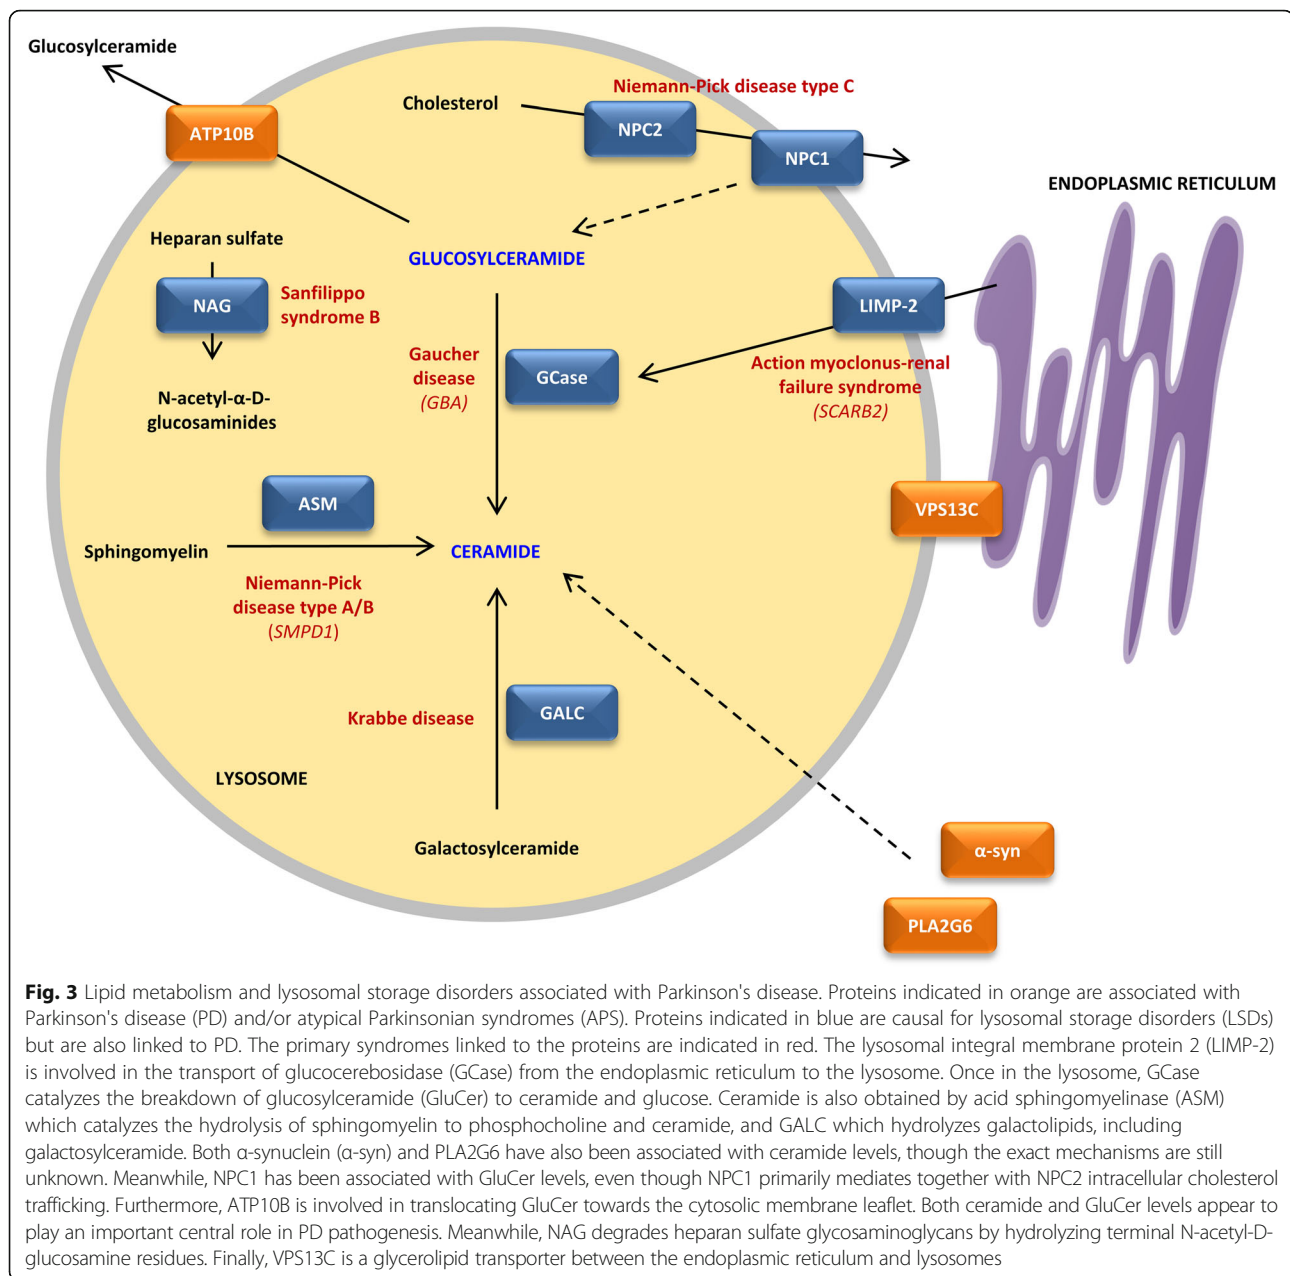 Glucosylceramide
Niemann-Pick disease type C
Cholesterol
NPC2
ATP10B
NPC1
ENDOPLASMIC RETICULUM
Heparan sulfate
GLUCOSYLCERAMIDE
NAG
Sanfilippo
syndrome B
LIMP-2
Gaucher
disease
(GBA)
GCase
Action myoclonus-renal
failure syndrome
(SCARB2)
N-acetyl-α-D-
glucosaminides
ASM
VPS13C
Sphingomyelin
CERAMIDE
Niemann-Pick
disease type A/B
(SMPD1)
Krabbe disease
GALC
LYSOSOME
Galactosylceramide
α-syn
PLA2G6
Fig. 3 Lipid metabolism and lysosomal storage disorders associated with Parkinson's disease. Proteins indicated in orange are associated with
Parkinson's disease (PD) and/or atypical Parkinsonian syndromes (APS). Proteins indicated in blue are causal for lysosomal storage disorders (LSDs)
but are also linked to PD. The primary syndromes linked to the proteins are indicated in red. The lysosomal integral membrane protein 2 (LIMP-2)
is involved in the transport of glucocerebosidase (GCase) from the endoplasmic reticulum to the lysosome. Once in the lysosome, GCase
catalyzes the breakdown of glucosylceramide (GluCer) to ceramide and glucose. Ceramide is also obtained by acid sphingomyelinase (ASM)
which catalyzes the hydrolysis of sphingomyelin to phosphocholine and ceramide, and GALC which hydrolyzes galactolipids, including
galactosylceramide. Both α-synuclein (α-syn) and PLA2G6 have also been associated with ceramide levels, though the exact mechanisms are still
unknown. Meanwhile, NPC1 has been associated with GluCer levels, even though NPC1 primarily mediates together with NPC2 intracellular cholesterol
trafficking. Furthermore, ATP10B is involved in translocating GluCer towards the cytosolic membrane leaflet. Both ceramide and GluCer levels appear to
play an important central role in PD pathogenesis. Meanwhile, NAG degrades heparan sulfate glycosaminoglycans by hydrolyzing terminal N-acetyl-D-
glucosamine residues. Finally, VPS13C is a glycerolipid transporter between the endoplasmic reticulum and lysosomes